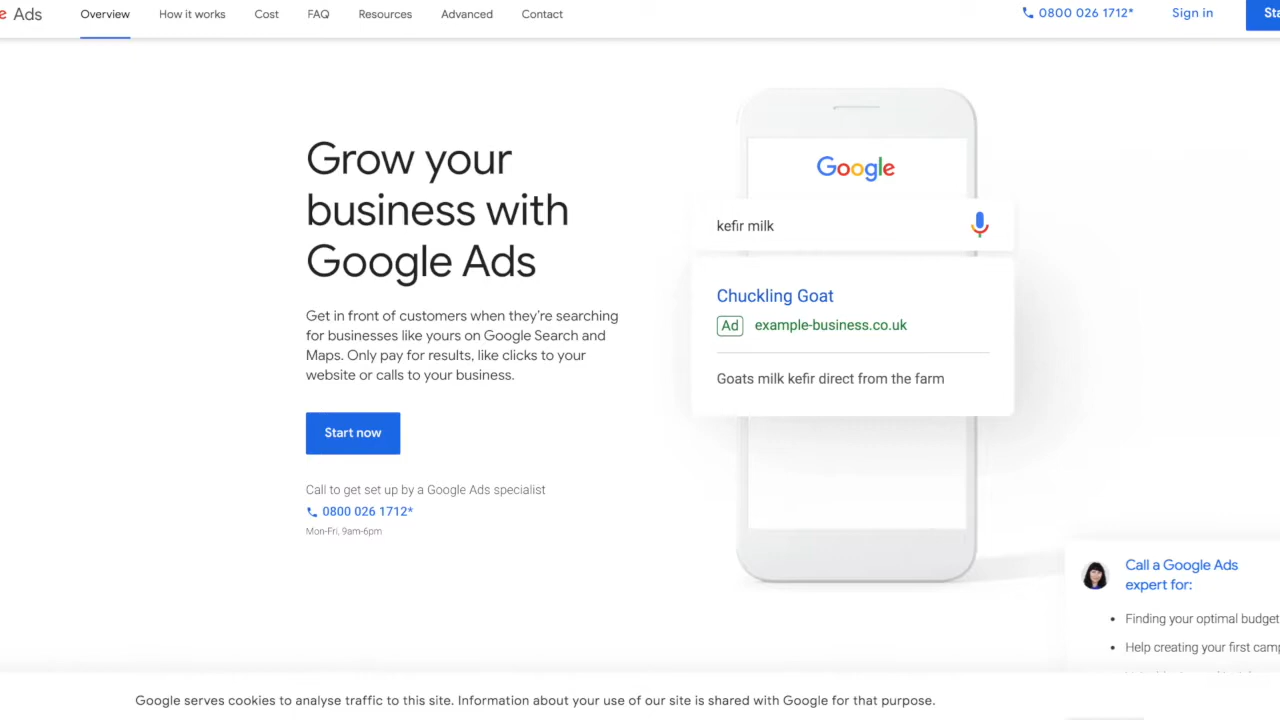 Ads
Overview
How it works
Cost
FAQ
Resources
Advanced
Contact
0800 026 1712*
Sign in
Grow your
business with
Google Ads
Get in front of customers when they're searching
for businesses like yours on Google Search and
Maps. Only pay for results, like clicks to your
website or calls to your business.
Start now
Call to get set up by a Google Ads specialist
0800 026 1712*
Mon-Fri, 9am-6pm
Google
kefir milk
Chuckling Goat
Ad example-business.co.uk
Goats milk kefir direct from the farm
Call a Google Ads
expert for:
• Finding your optimal budget
• Help creating your first
Google serves cookies to analyse traffic to this site. Information about your use of our site is shared with Google for that purpose.